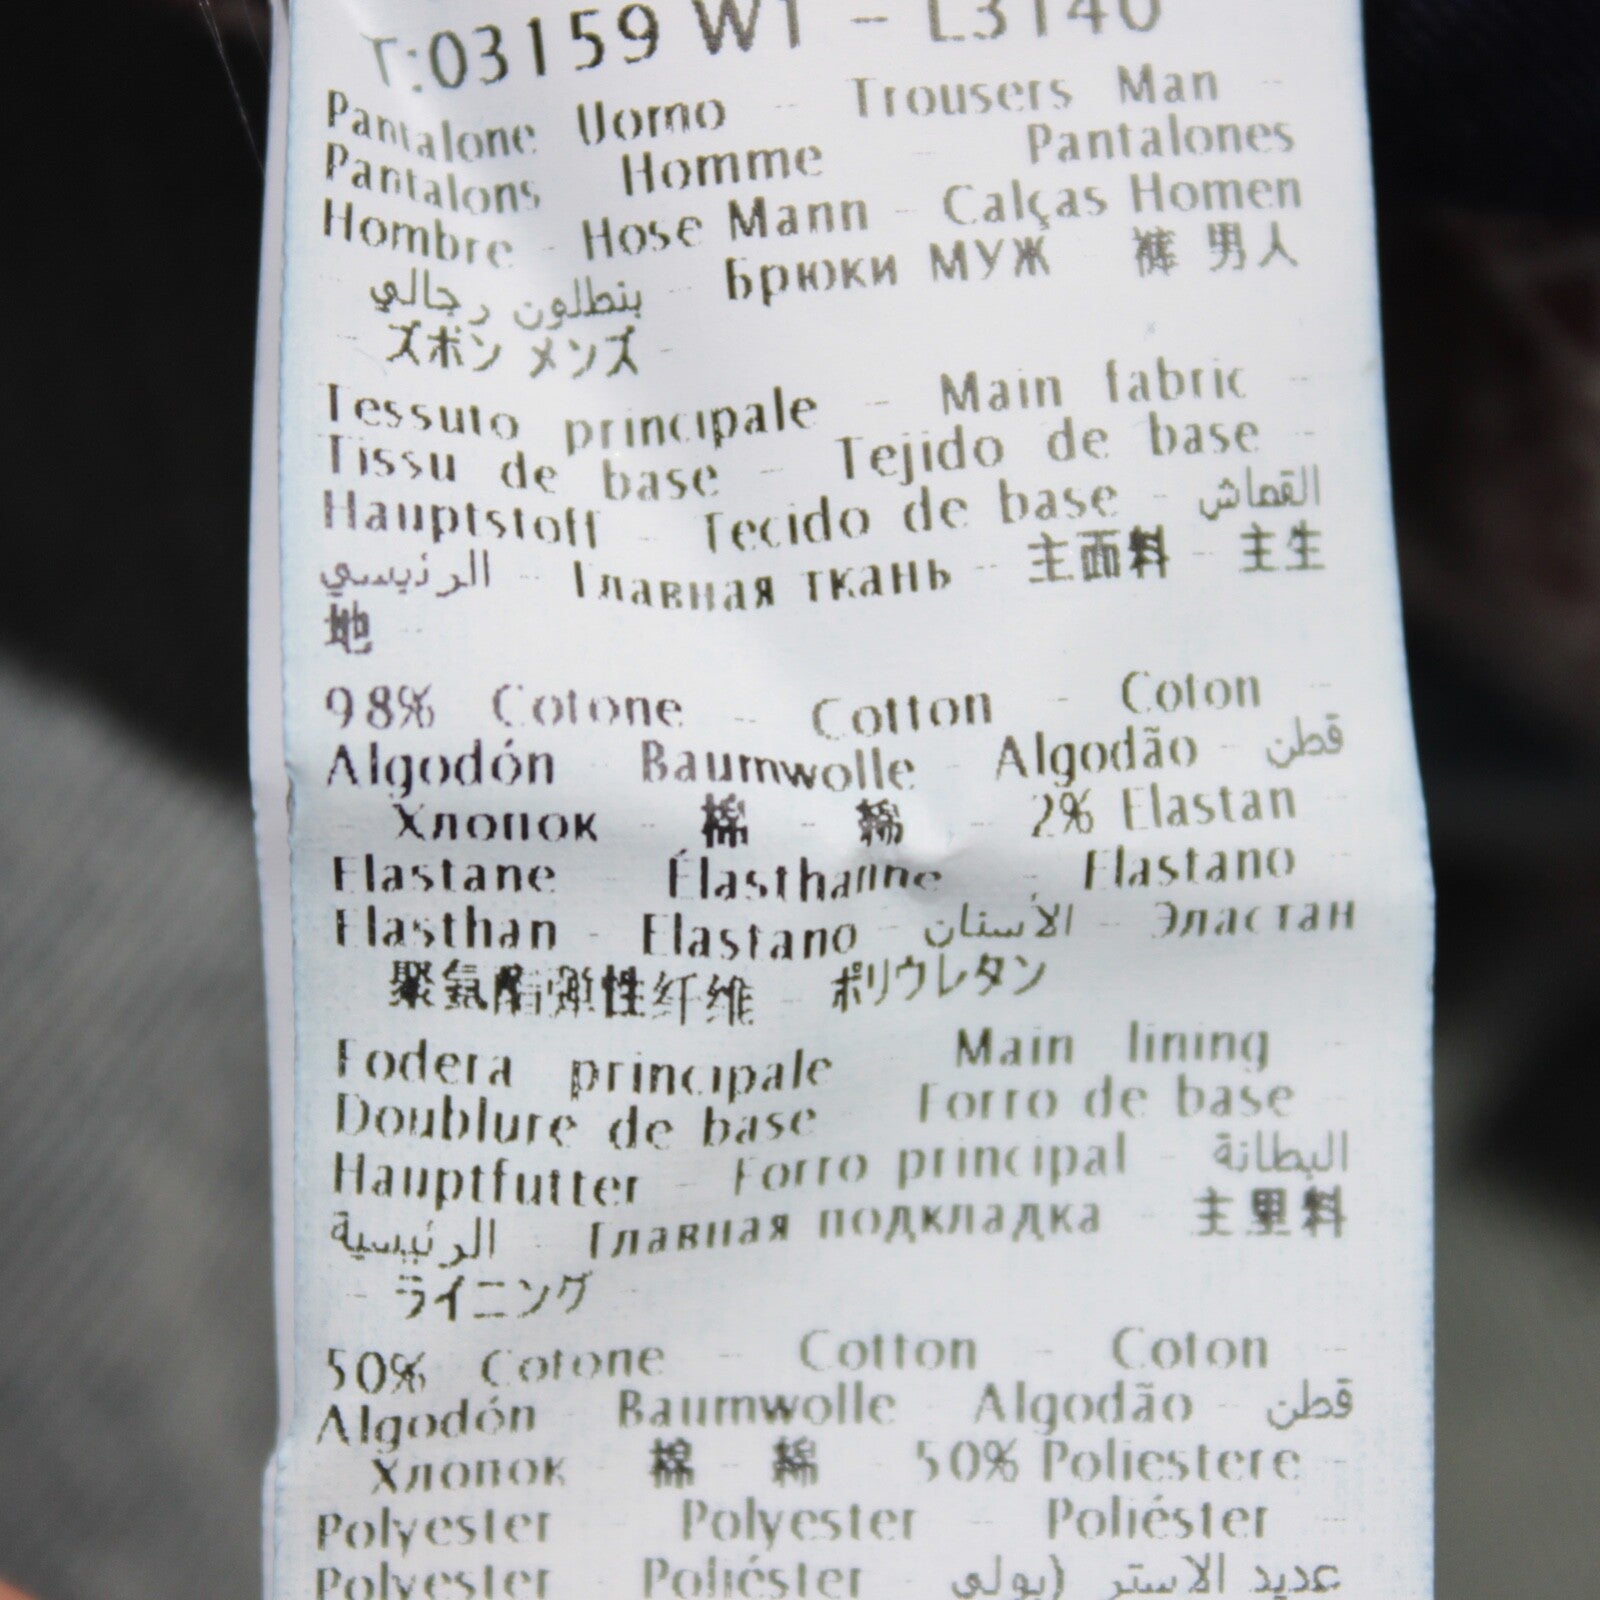 T:03159 W1 - L3140
Pantalone Uomo - Trousers Man -
Pantalons Homme - Pantalones
Hombre - Hose Mann - Calças Homen
- بنطلون رجالي - Брюки МУЖ - 裤 男人
- ズボン メンズ -
Tessuto principale - Main fabric -
Tissu de base - Tejido de base -
Hauptstoff - Tecido de base - القماش
الرئيسي - Главная ткань - 主面料 - 主生
地
98% Cotone - Cotton - Coton -
Algodón - Baumwolle - Algodão - قطن
- Хлопок - 棉 - 綿 - 2% Elastan -
Elastane - Élasthanne - Elastano -
Elasthan - Elastano - الأستان - Эластан
- 聚氨酯弹性纤维 - ポリウレタン
Fodera principale - Main lining -
Doublure de base - Forro de base -
Hauptfutter - Forro principal - البطانة
الرئيسية - Главная подкладка - 主里料
- ライニング
50% Cotone - Cotton - Coton -
Algodón - Baumwolle - Algodão - قطن
- Хлопок - 棉 - 綿 - 50% Poliestere -
Polyester - Polyester - Poliéster -
Polyester - Poliéster - عديد الاستر (بولي